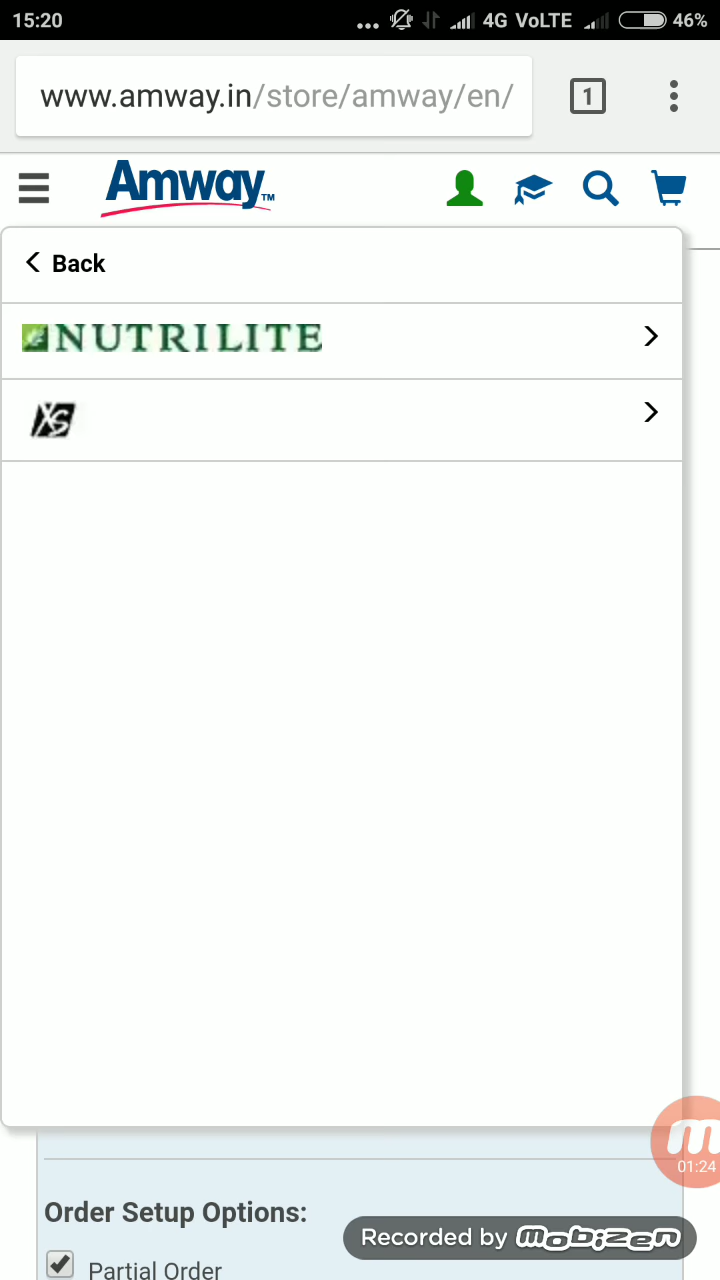 15:20 ... 4G VoLTE 46%
www.amway.in/store/amway/en/ 1
Amway™
Back
NUTRILITE
XS
01:24
Order Setup Options:
Recorded by mobizen
Partial Order